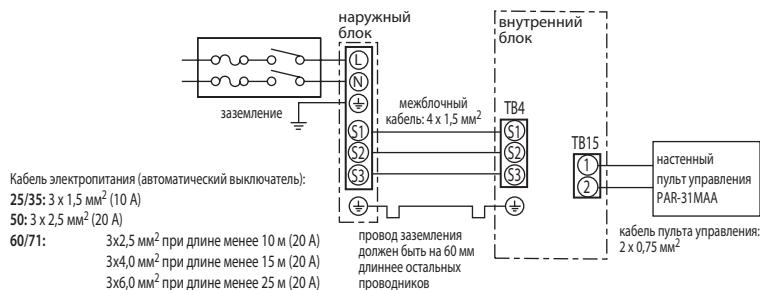 наружный
блок
внутренний
блок
L
N
заземление
межблочный
кабель: 4 x 1,5 мм²
TB4
S1
S2
S3
S1
S2
S3
TB15
1
2
настенный
пульт управления
PAR-31MAA
кабель пульта управления:
2 x 0,75 мм²
провод заземления
должен быть на 60 мм
длиннее остальных
проводников
Кабель электропитания (автоматический выключатель):
25/35: 3 x 1,5 мм² (10 А)
50: 3 x 2,5 мм² (20 А)
60/71: 3x2,5 мм² при длине менее 10 м (20 А)
3x4,0 мм² при длине менее 15 м (20 А)
3x6,0 мм² при длине менее 25 м (20 А)